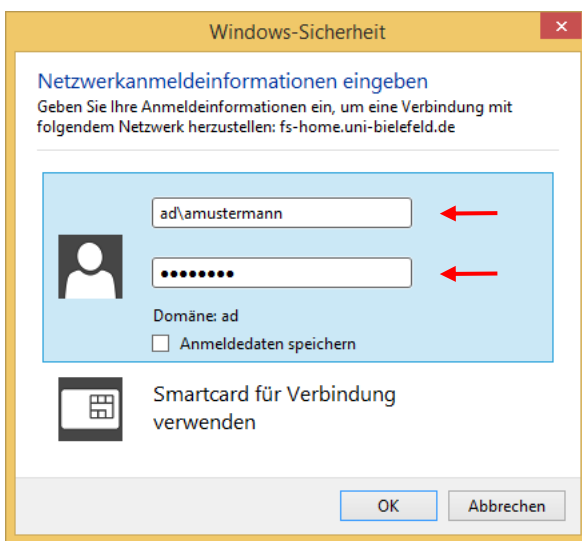 Windows-Sicherheit
Netzwerkanmeldeinformationen eingeben
Geben Sie Ihre Anmeldeinformationen ein, um eine Verbindung mit
folgendem Netzwerk herzustellen: fs-home.uni-bielefeld.de
ad\amustermann
●●●●●●●●
Domäne: ad
Anmeldedaten speichern
Smartcard für Verbindung
verwenden
OK
Abbrechen